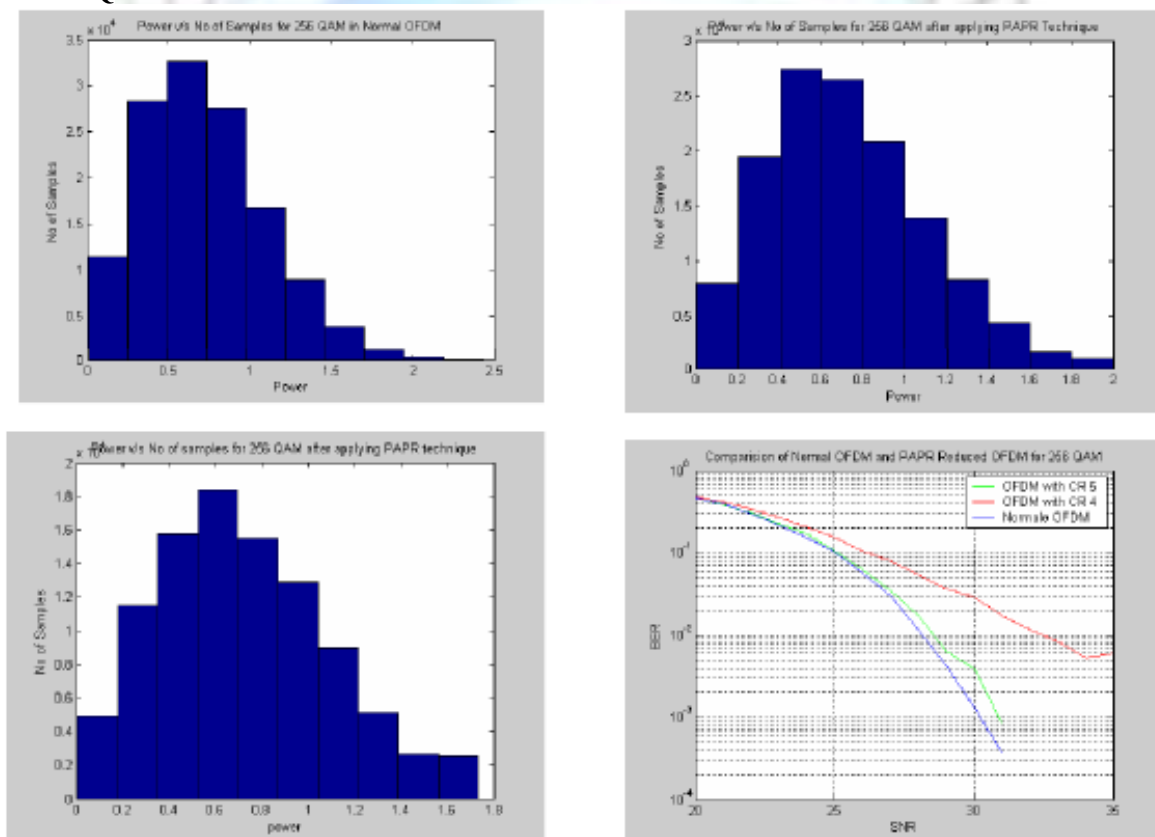 Power v/s No of Samples for 256 QAM in Normal OFDM
× 10^4
3.5
3
2.5
2
1.5
1
0.5
0
No of Samples
0 0.5 1 1.5 2 2.5
Power
Power v/s No of Samples for 256 QAM after applying PAPR Technique
3
2.5
2
1.5
1
0.5
0
No of Samples
0 0.2 0.4 0.6 0.8 1 1.2 1.4 1.6 1.8 2
Power
Power v/s No of samples for 256 QAM after applying PAPR technique
2
1.8
1.6
1.4
1.2
1
0.8
0.6
0.4
0.2
0
No of Samples
0 0.2 0.4 0.6 0.8 1 1.2 1.4 1.6 1.8
power
Comparision of Normal OFDM and PAPR Reduced OFDM for 256 QAM
OFDM with CR 5
OFDM with CR 4
Normale OFDM
10^0
10^-1
10^-2
10^-3
10^-4
BER
20 25 30 35
SNR